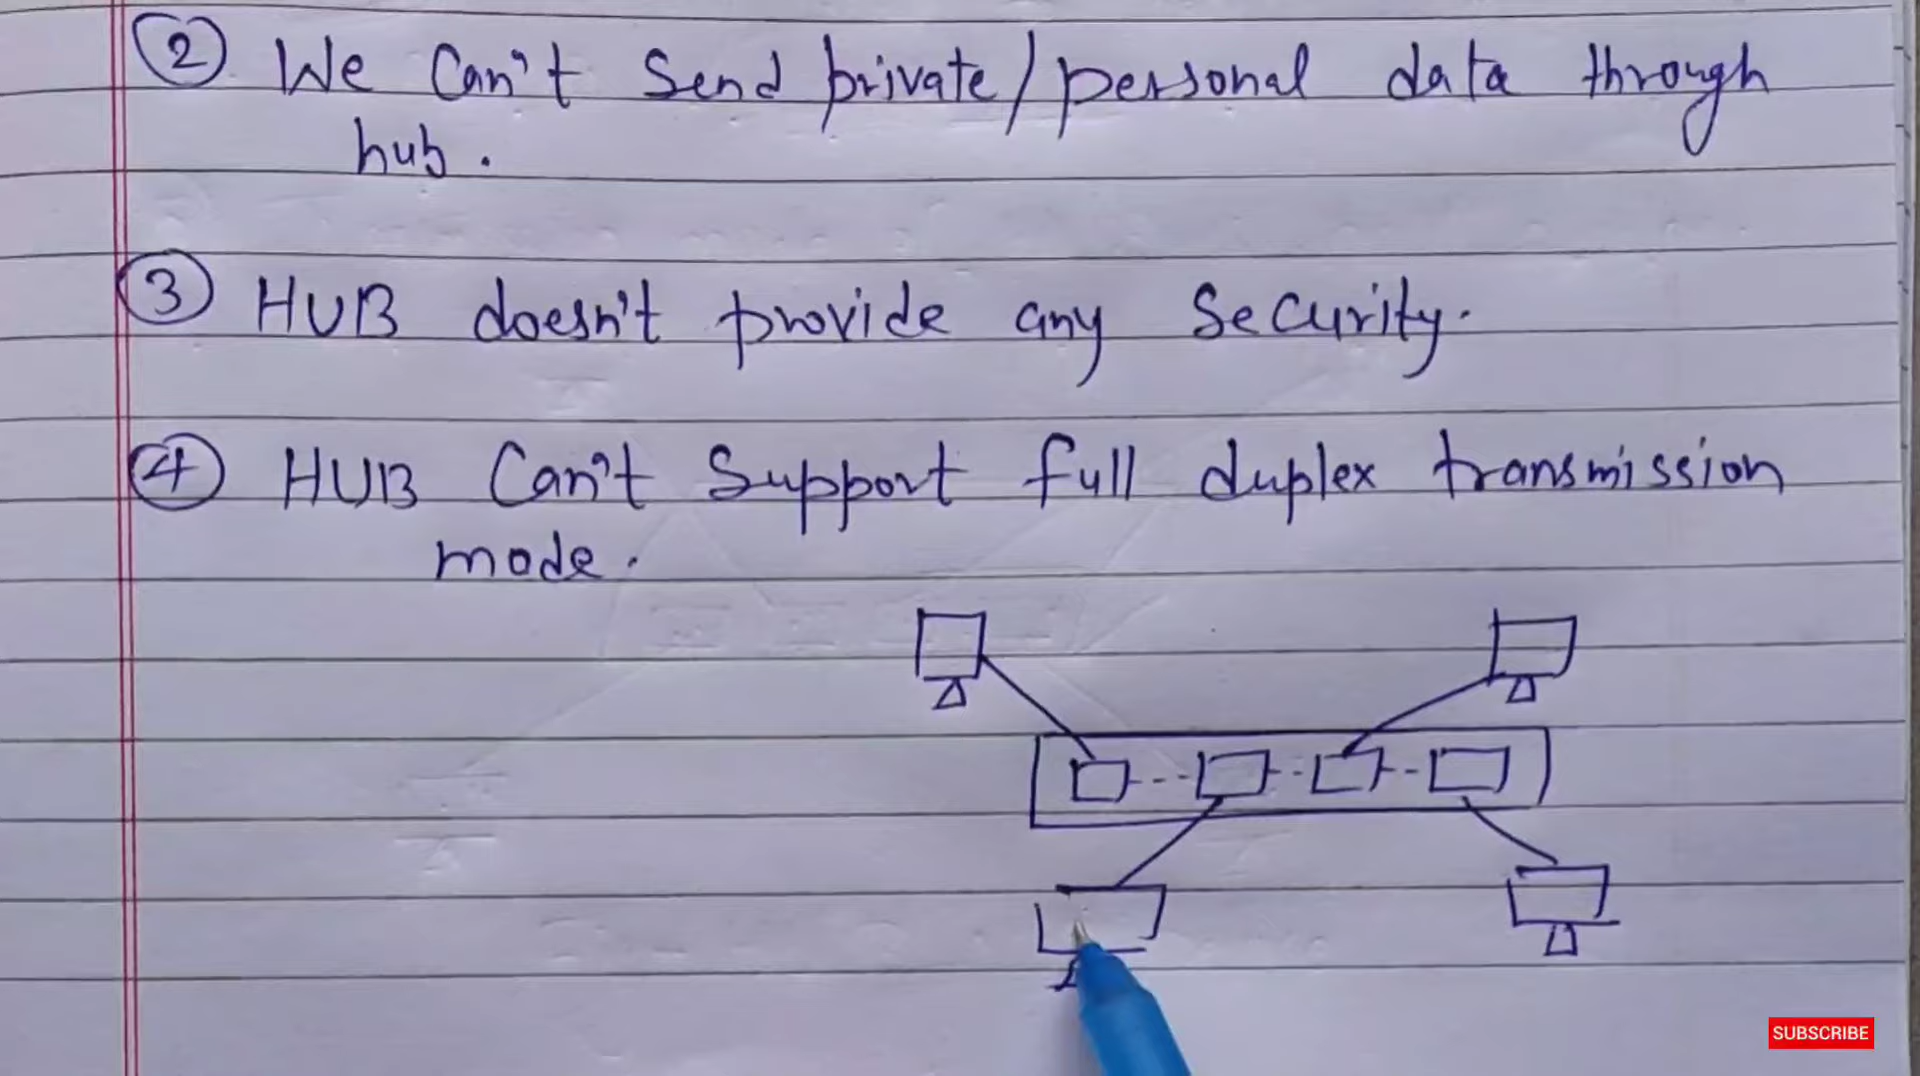 ② We Can't Send private/personal data through
hub.
③ HUB doesn't provide any Security.
④ HUB Can't Support full duplex transmission
mode.
SUBSCRIBE